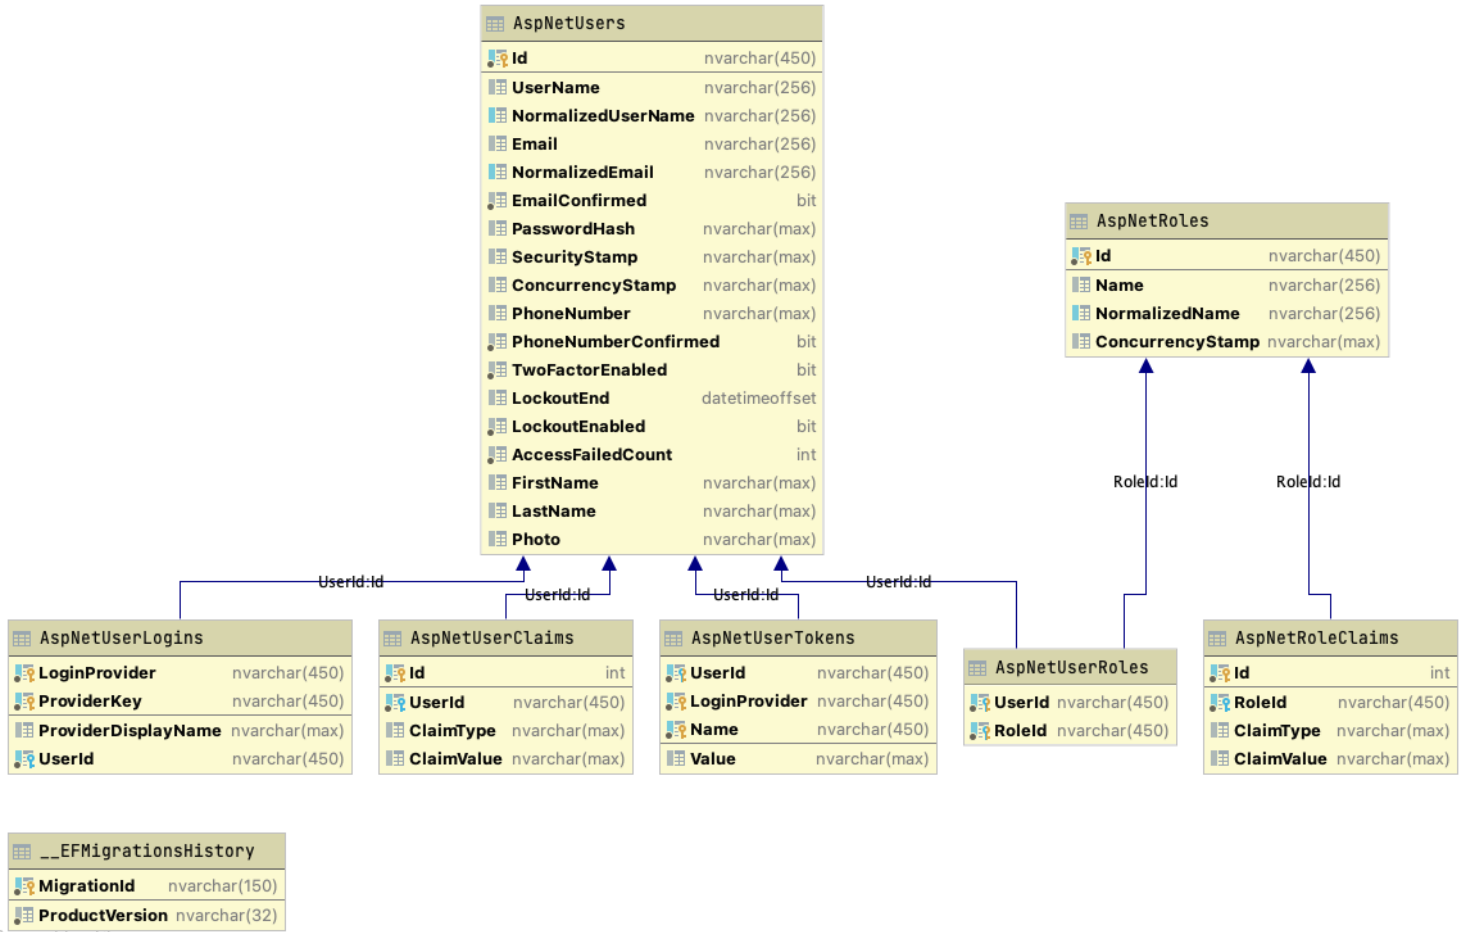 AspNetUsers
Id nvarchar(450)
UserName nvarchar(256)
NormalizedUserName nvarchar(256)
Email nvarchar(256)
NormalizedEmail nvarchar(256)
EmailConfirmed bit
PasswordHash nvarchar(max)
SecurityStamp nvarchar(max)
ConcurrencyStamp nvarchar(max)
PhoneNumber nvarchar(max)
PhoneNumberConfirmed bit
TwoFactorEnabled bit
LockoutEnd datetimeoffset
LockoutEnabled bit
AccessFailedCount int
FirstName nvarchar(max)
LastName nvarchar(max)
Photo nvarchar(max)
AspNetRoles
Id nvarchar(450)
Name nvarchar(256)
NormalizedName nvarchar(256)
ConcurrencyStamp nvarchar(max)
RoleId:Id
RoleId:Id
UserId:Id
UserId:Id
UserId:Id
UserId:Id
AspNetUserLogins
LoginProvider nvarchar(450)
ProviderKey nvarchar(450)
ProviderDisplayName nvarchar(max)
UserId nvarchar(450)
AspNetUserClaims
Id int
UserId nvarchar(450)
ClaimType nvarchar(max)
ClaimValue nvarchar(max)
AspNetUserTokens
UserId nvarchar(450)
LoginProvider nvarchar(450)
Name nvarchar(450)
Value nvarchar(max)
AspNetUserRoles
UserId nvarchar(450)
RoleId nvarchar(450)
AspNetRoleClaims
Id int
RoleId nvarchar(450)
ClaimType nvarchar(max)
ClaimValue nvarchar(max)
__EFMigrationsHistory
MigrationId nvarchar(150)
ProductVersion nvarchar(32)